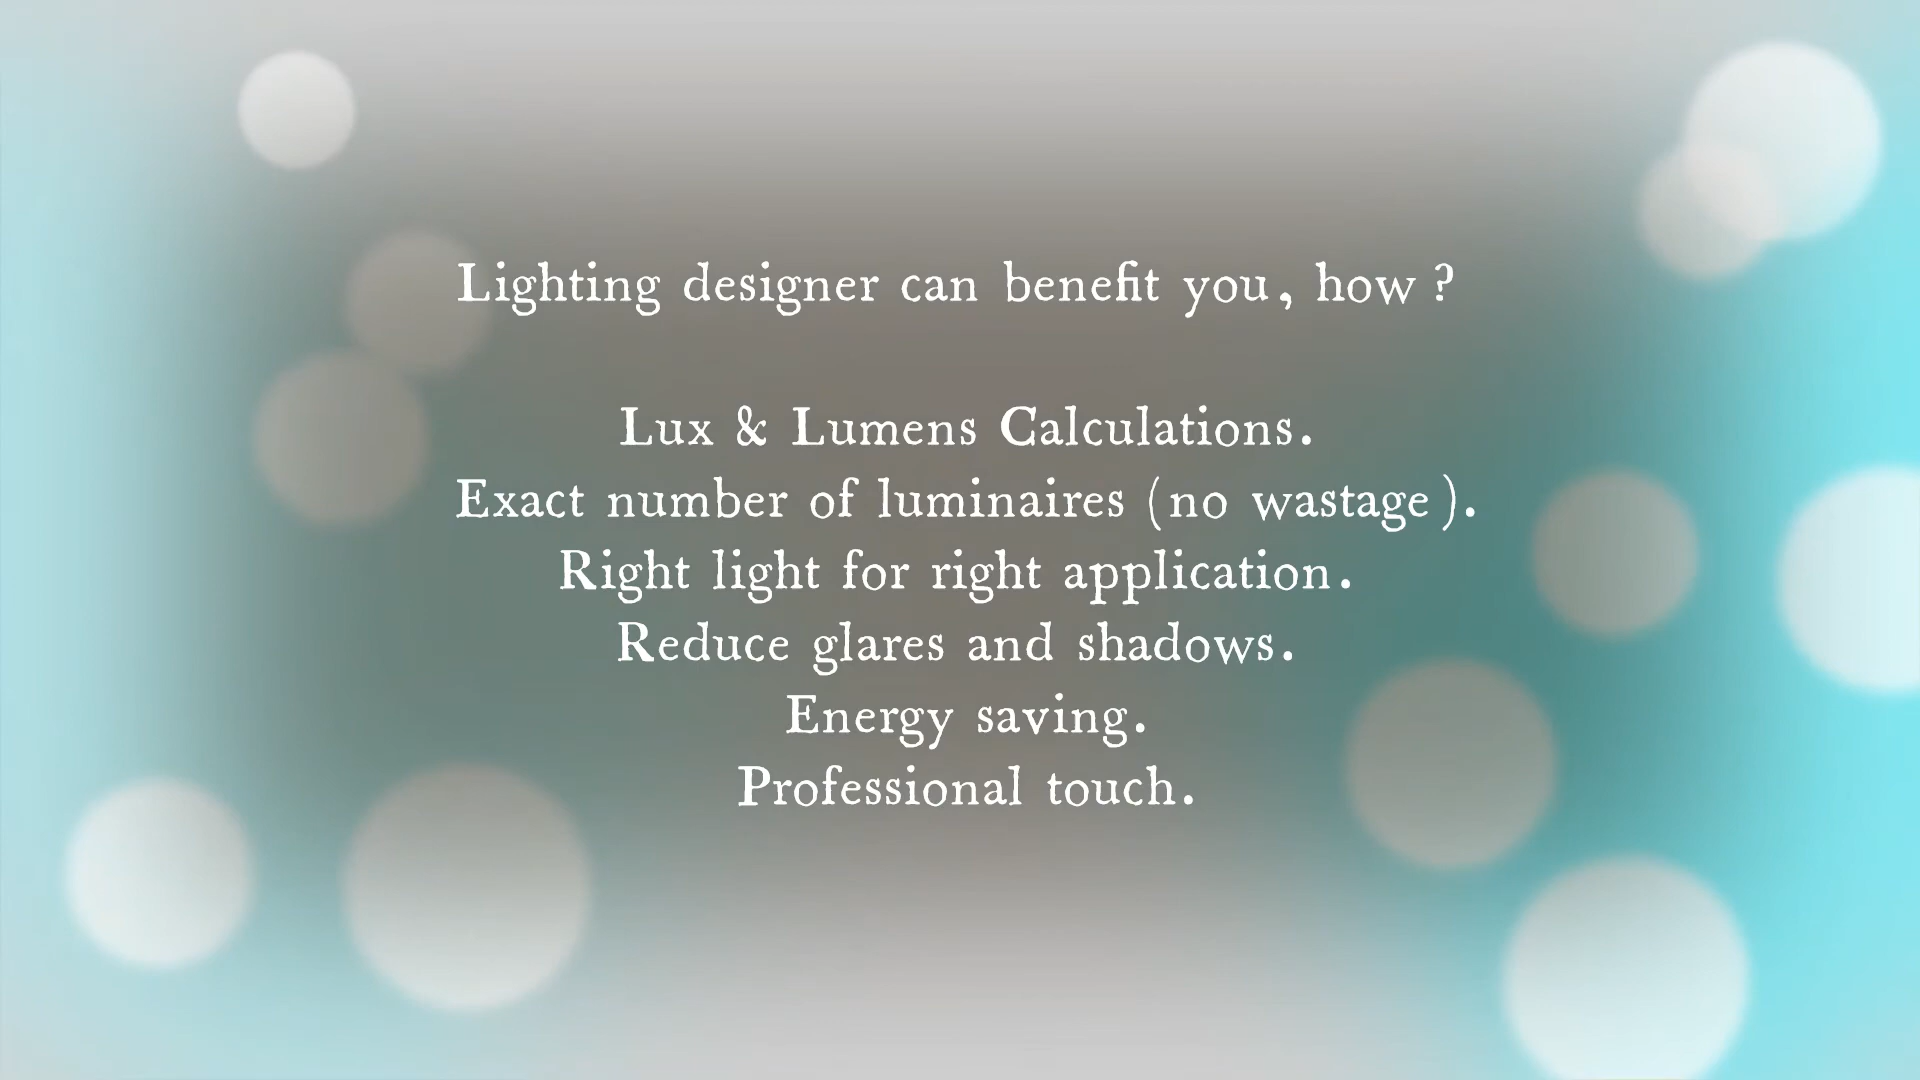 Lighting designer can benefit you, how ?
Lux & Lumens Calculations.
Exact number of luminaires (no wastage).
Right light for right application.
Reduce glares and shadows.
Energy saving.
Professional touch.